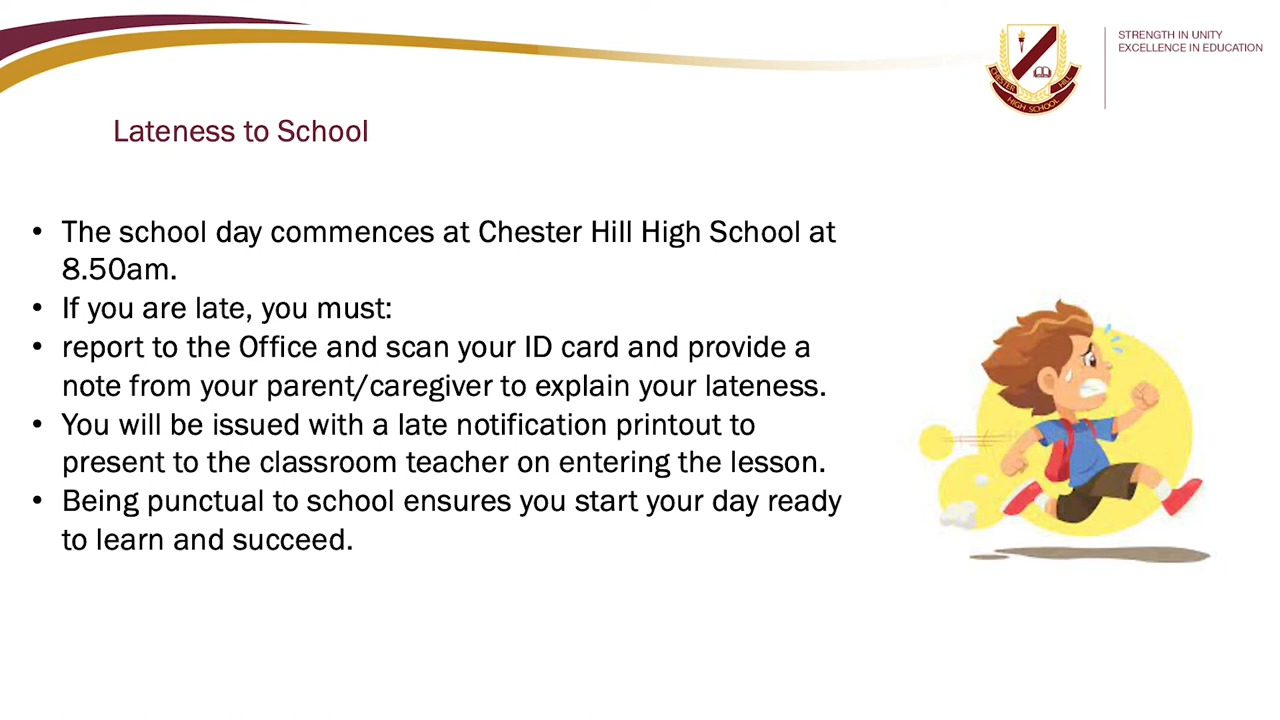 STRENGTH IN UNITY
EXCELLENCE IN EDUCATION
CHESTER HILL
HIGH SCHOOL
Lateness to School
• The school day commences at Chester Hill High School at
8.50am.
• If you are late, you must:
• report to the Office and scan your ID card and provide a
note from your parent/caregiver to explain your lateness.
• You will be issued with a late notification printout to
present to the classroom teacher on entering the lesson.
• Being punctual to school ensures you start your day ready
to learn and succeed.